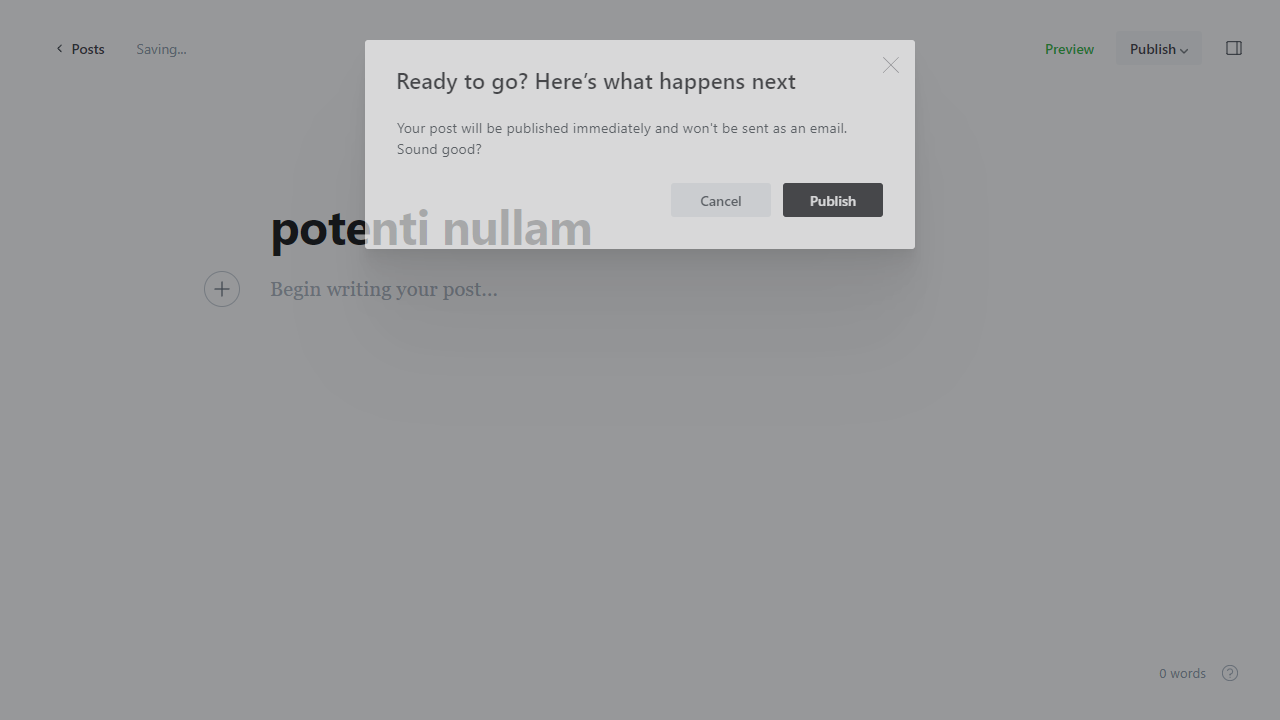 Posts
Saving...
Preview
Publish
Ready to go? Here’s what happens next
Your post will be published immediately and won't be sent as an email.
Sound good?
Cancel
Publish
potenti nullam
Begin writing your post...
0 words